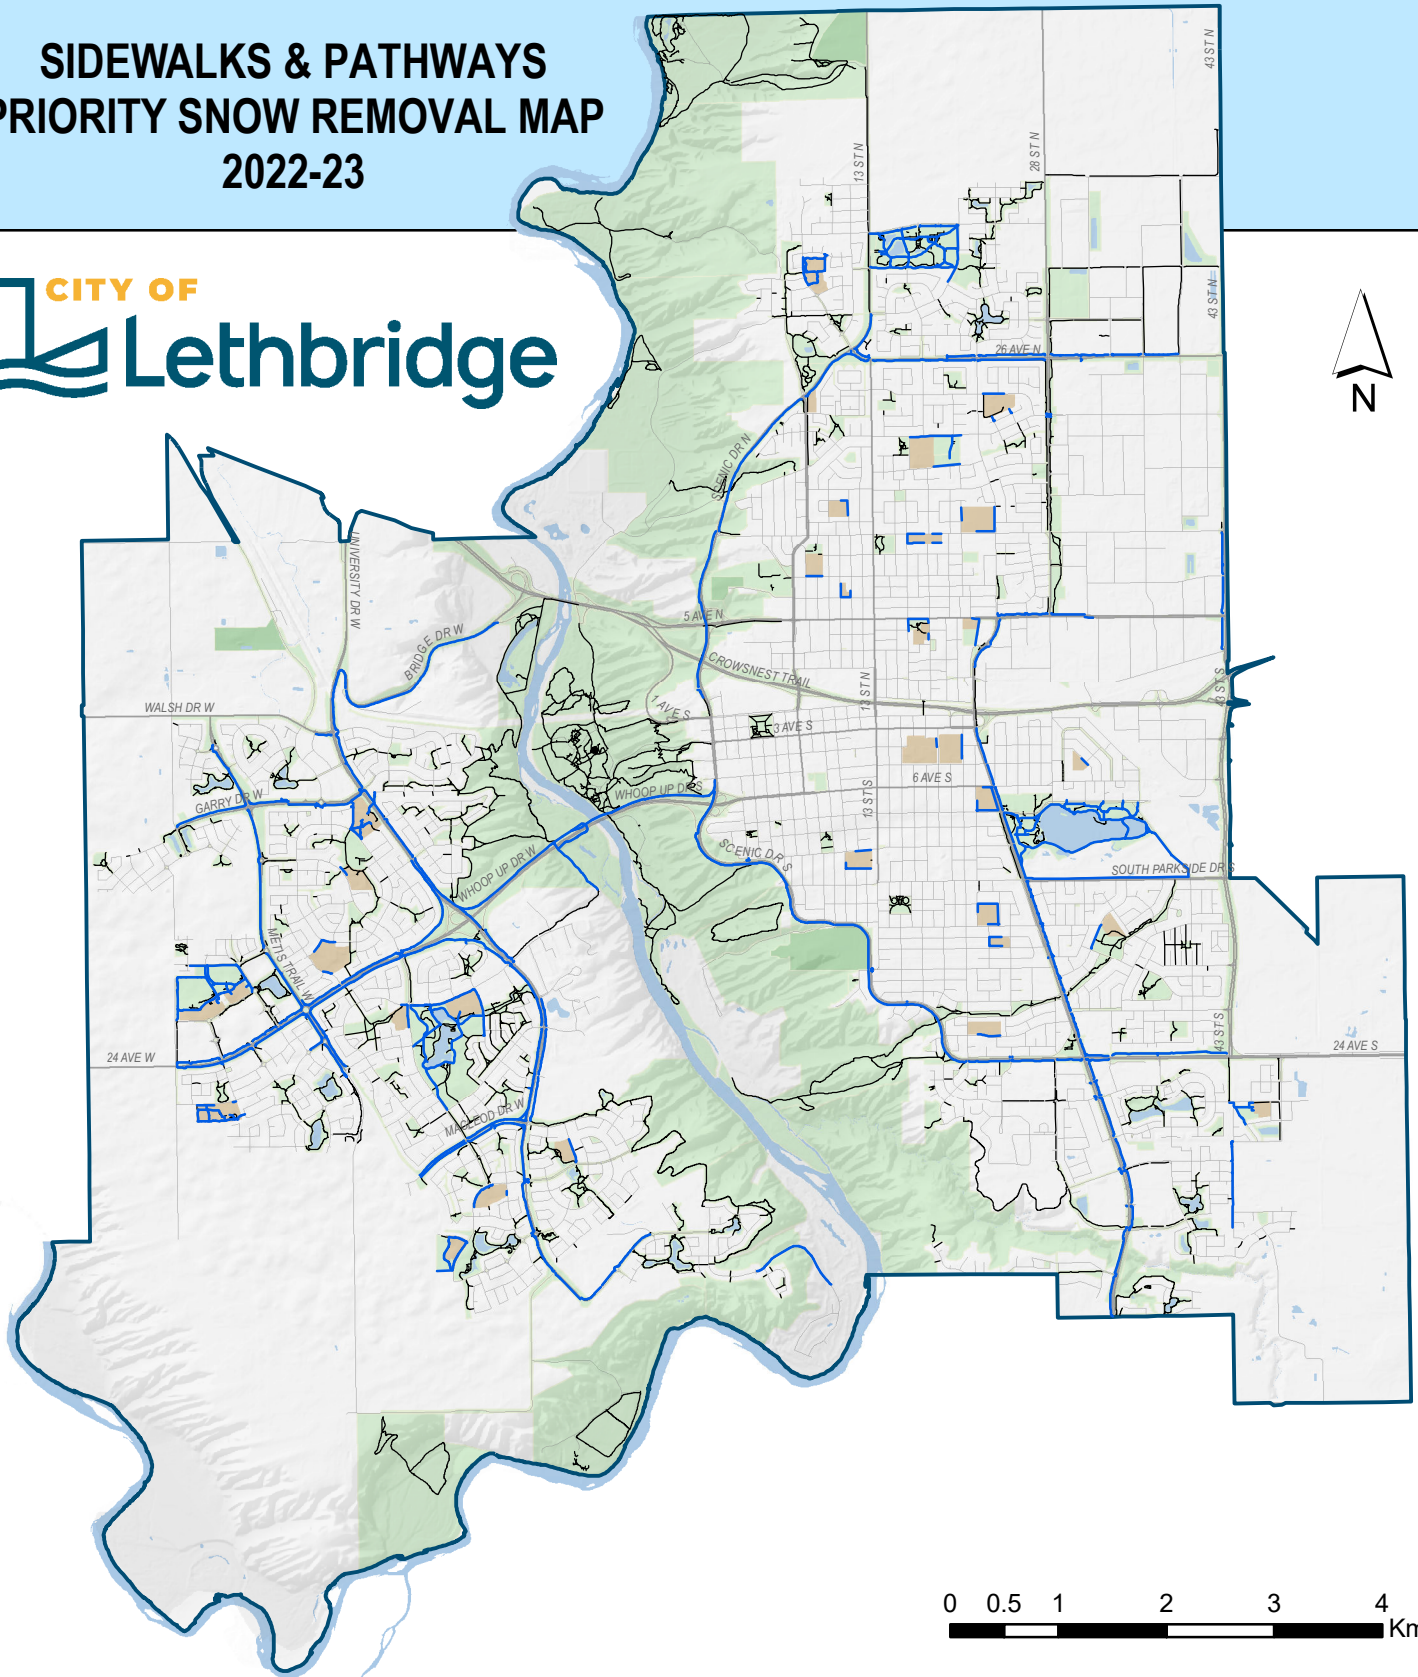 SIDEWALKS & PATHWAYS
PRIORITY SNOW REMOVAL MAP
2022-23
CITY OF
Lethbridge
N
43 ST N
13 ST N
28 ST N
43 ST N
26 AVE N
SCENIC DR N
UNIVERSITY DR W
5 AVE N
BRIDGE DR W
CROWSNEST TRAIL
WALSH DR W
1 AVE S
13 ST N
43 ST S
3 AVE S
6 AVE S
WHOOP UP DR S
GARRY DR W
13 ST S
SCENIC DR S
WHOOP UP DR W
SOUTH PARKSIDE DR S
METIS TRAIL W
43 ST S
24 AVE W
24 AVE S
MACLEOD DR W
0 0.5 1 2 3 4
Km